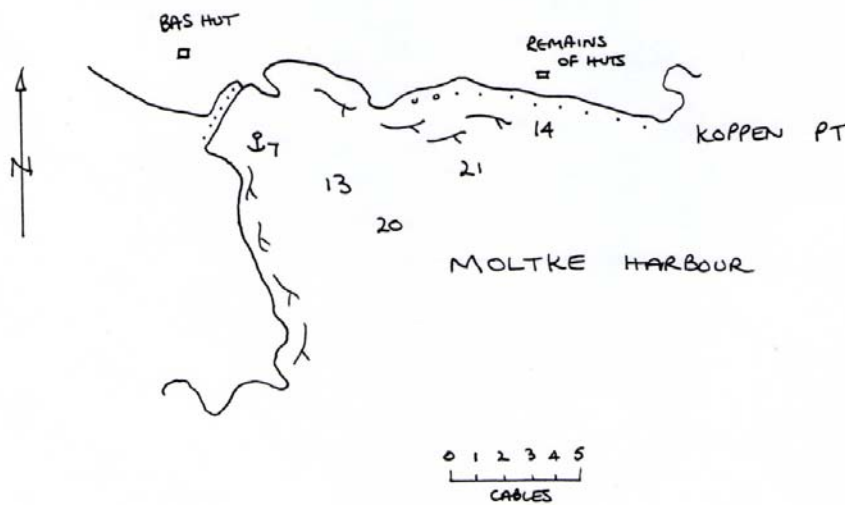 BAS HUT
REMAINS
OF HUTS
N
KOPPEN PT
14
7
21
13
20
MOLTKE HARBOUR
0 1 2 3 4 5
CABLES